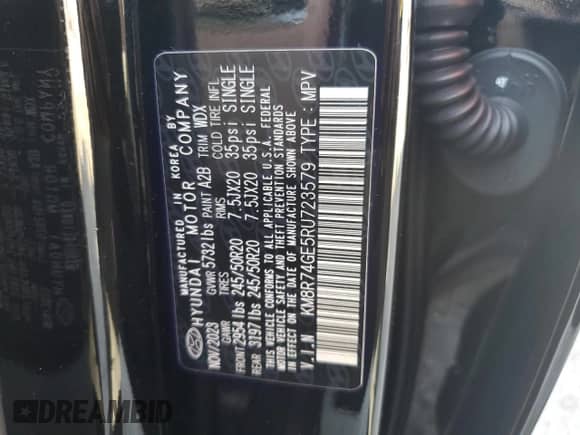 MANUFACTURED IN KOREA BY
HYUNDAI MOTOR COMPANY
NOV/2023 GVWR 5732 lbs PAINT A2B TRIM WDX
GAWR TIRES RIMS COLD TIRE INFL
FRONT 2954 lbs 245/50R20 7.5JX20 35psi SINGLE
REAR 3197 lbs 245/50R20 7.5JX20 35psi SINGLE
THIS VEHICLE CONFORMS TO ALL APPLICABLE U.S.A. FEDERAL
MOTOR VEHICLE SAFETY, BUMPER, AND THEFT PREVENTION STANDARDS
IN EFFECT ON THE DATE OF MANUFACTURE SHOWN ABOVE.
V.I.N KM8R74GE5RU723579 TYPE : MPV
DREAMBID